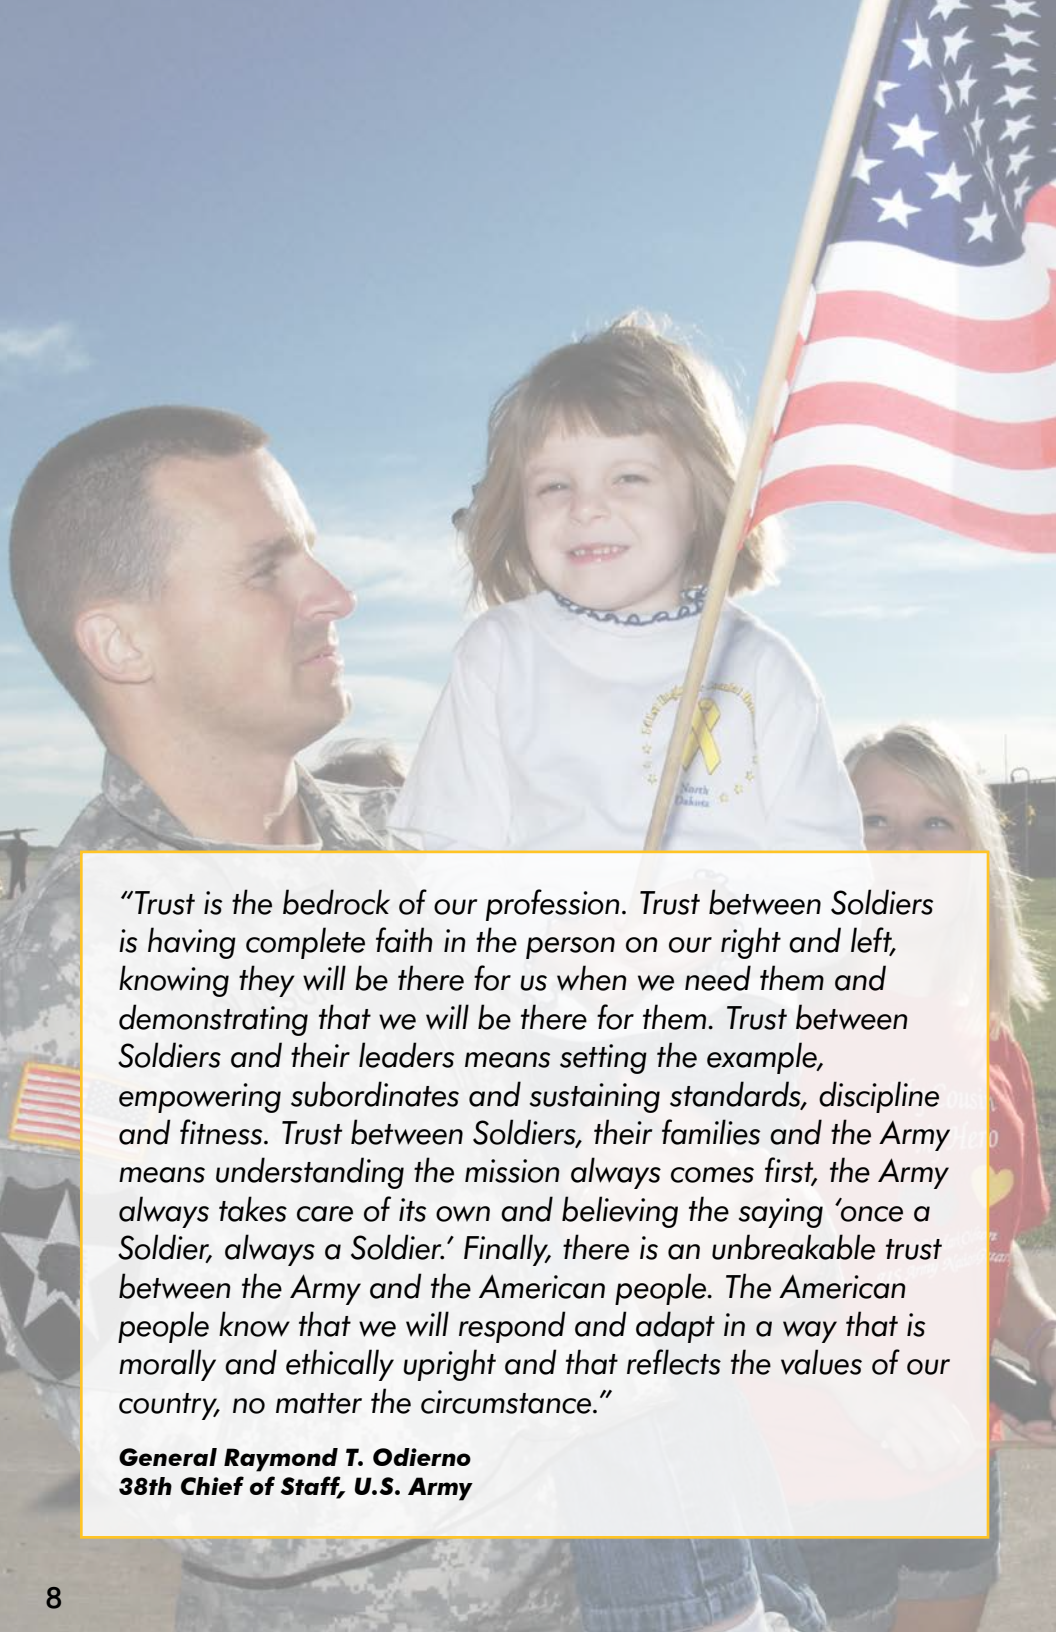 North
Dakota
"Trust is the bedrock of our profession. Trust between Soldiers
is having complete faith in the person on our right and left,
knowing they will be there for us when we need them and
demonstrating that we will be there for them. Trust between
Soldiers and their leaders means setting the example,
empowering subordinates and sustaining standards, discipline
and fitness. Trust between Soldiers, their families and the Army
means understanding the mission always comes first, the Army
always takes care of its own and believing the saying ‘once a
Soldier, always a Soldier.’ Finally, there is an unbreakable trust
between the Army and the American people. The American
people know that we will respond and adapt in a way that is
morally and ethically upright and that reflects the values of our
country, no matter the circumstance."
General Raymond T. Odierno
38th Chief of Staff, U.S. Army
Cousin
Hero
8